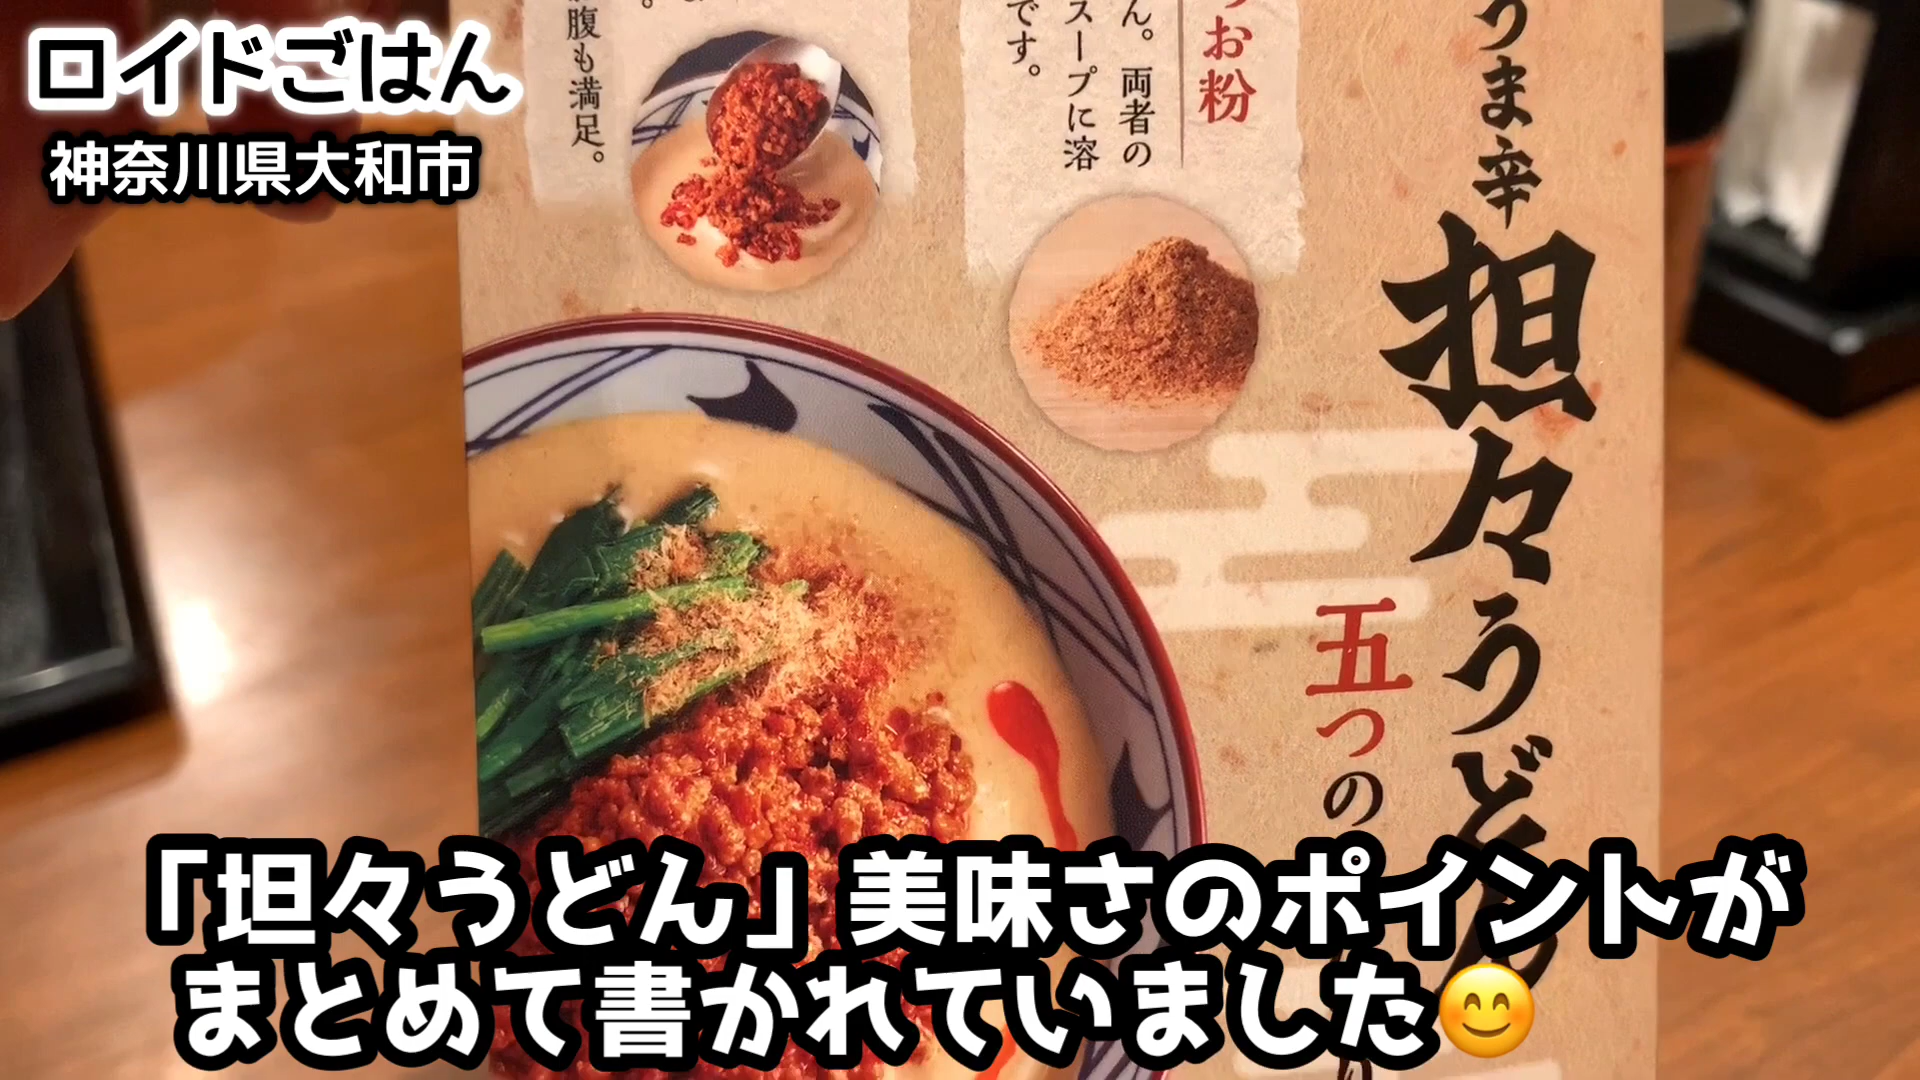 ロイドごはん
神奈川県大和市
うま辛
担々うどん
五つの
お粉
ん。両者の
スープに溶
です。
腹も満足。
「坦々うどん」美味さのポイントが
まとめて書かれていました😊